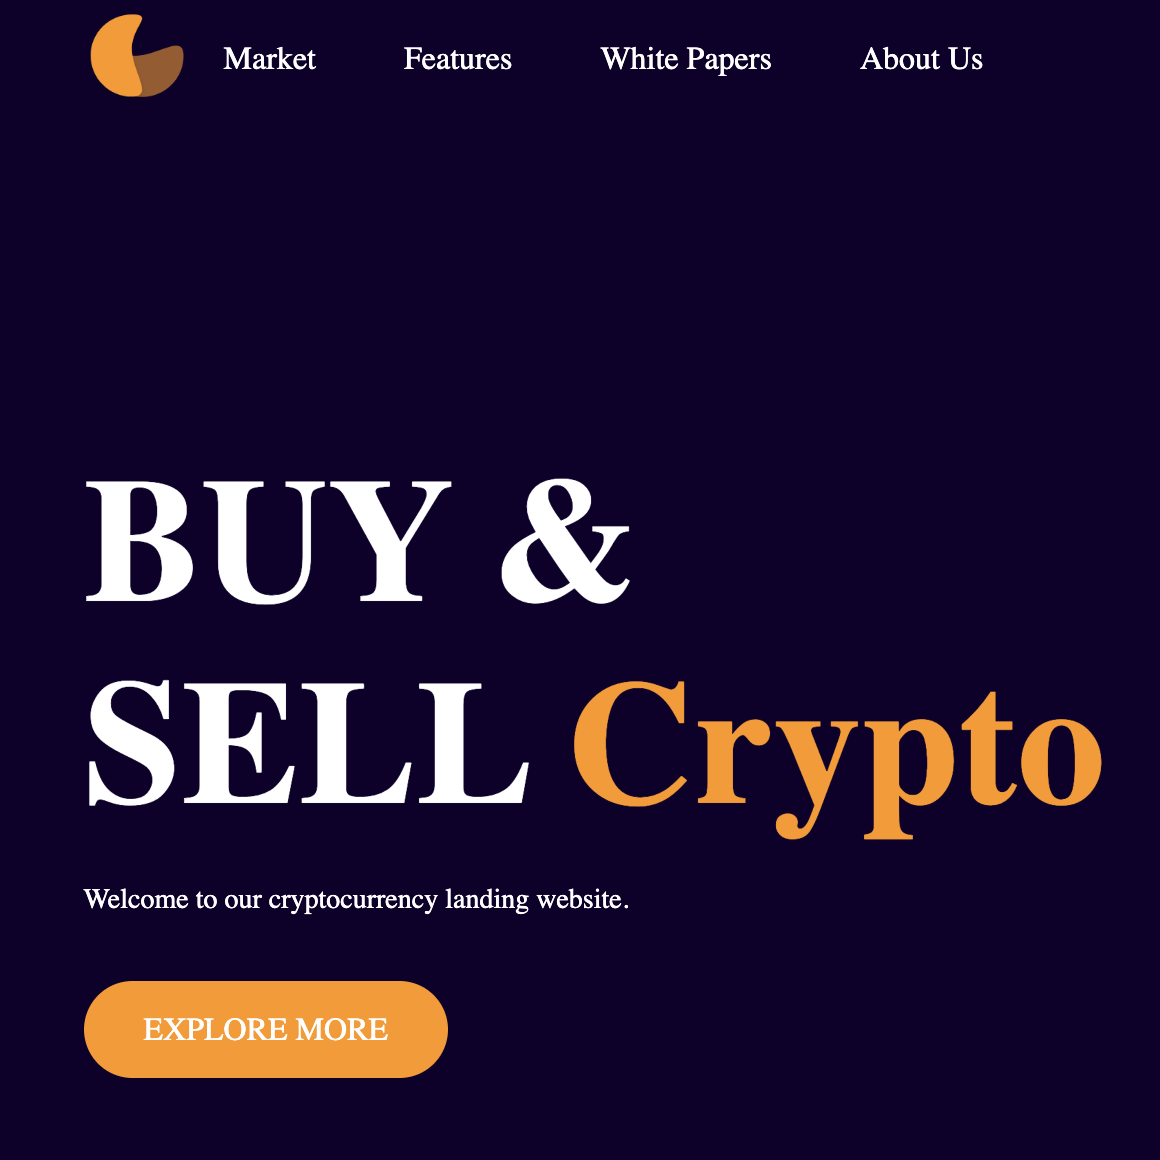 Market Features White Papers About Us
BUY &
SELL Crypto
Welcome to our cryptocurrency landing website.
EXPLORE MORE